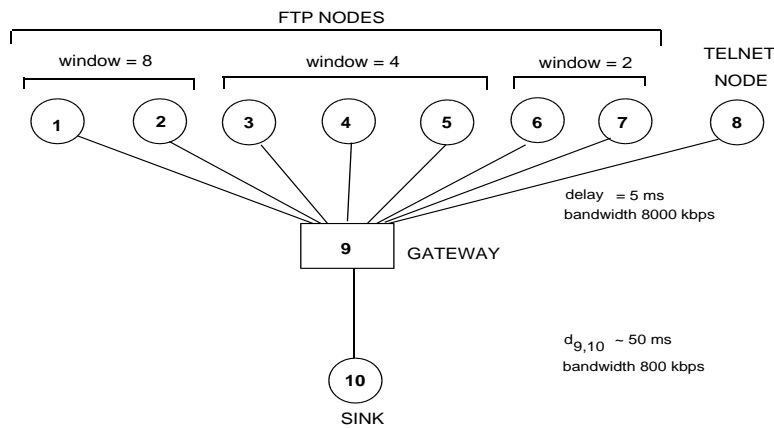 FTP NODES
window = 8
window = 4
window = 2
TELNET
NODE
1
2
3
4
5
6
7
8
delay = 5 ms
bandwidth 8000 kbps
9
GATEWAY
d9,10 ~ 50 ms
bandwidth 800 kbps
10
SINK